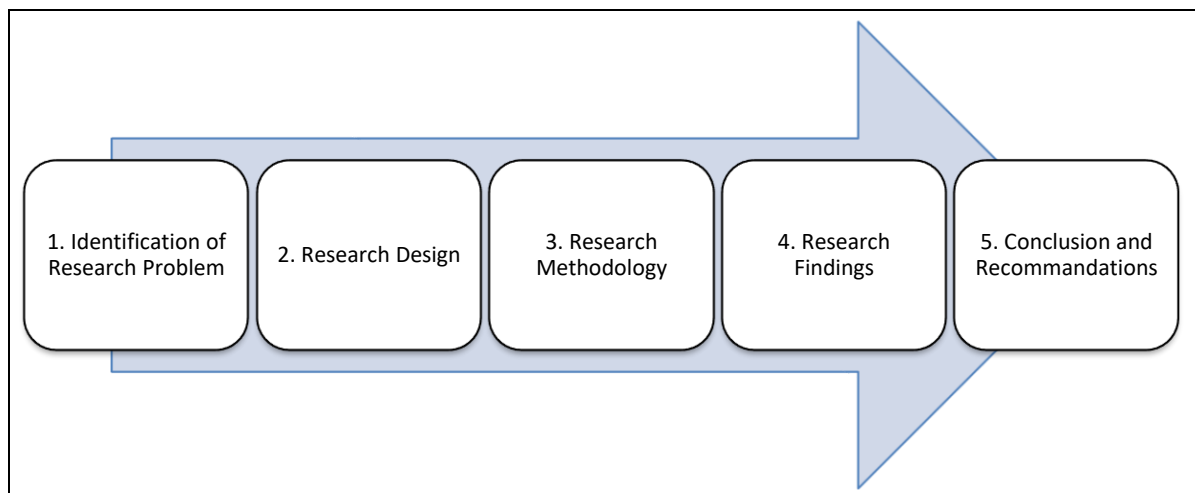 1. Identification of
Research Problem
2. Research Design
3. Research
Methodology
4. Research
Findings
5. Conclusion and
Recommandations